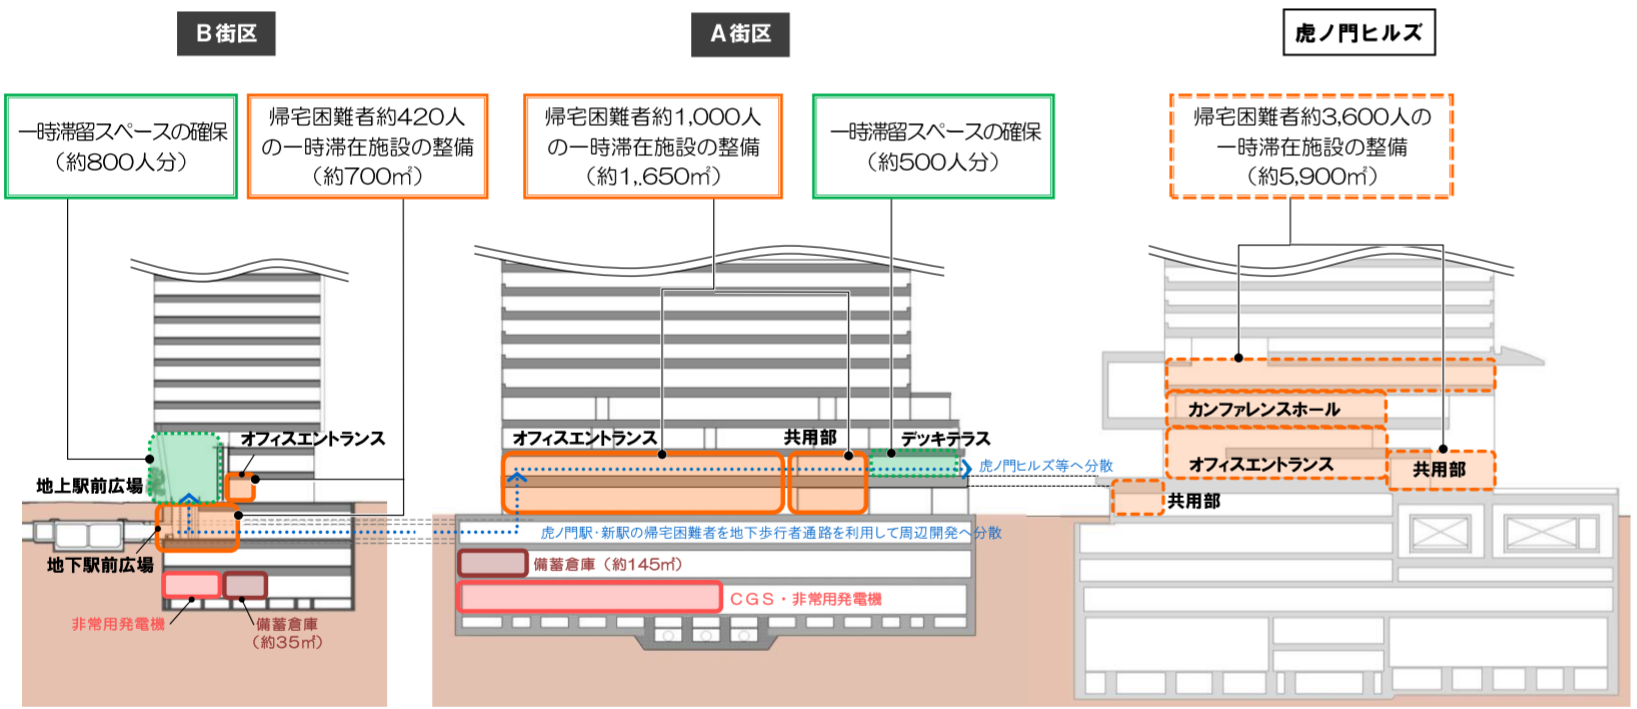 B街区
A街区
虎ノ門ヒルズ
一時滞留スペースの確保
（約800人分）
帰宅困難者約420人
の一時滞在施設の整備
（約700㎡）
帰宅困難者約1,000人
の一時滞在施設の整備
（約1,.650㎡）
一時滞留スペースの確保
（約500人分）
帰宅困難者約3,600人の
一時滞在施設の整備
（約5,900㎡）
オフィスエントランス
地上駅前広場
地下駅前広場
非常用発電機
備蓄倉庫
（約35㎡）
オフィスエントランス
共用部
デッキテラス
虎ノ門ヒルズ等へ分散
虎ノ門駅・新駅の帰宅困難者を地下歩行者通路を利用して周辺開発へ分散
備蓄倉庫（約145㎡）
CGS・非常用発電機
カンファレンスホール
オフィスエントランス
共用部
共用部